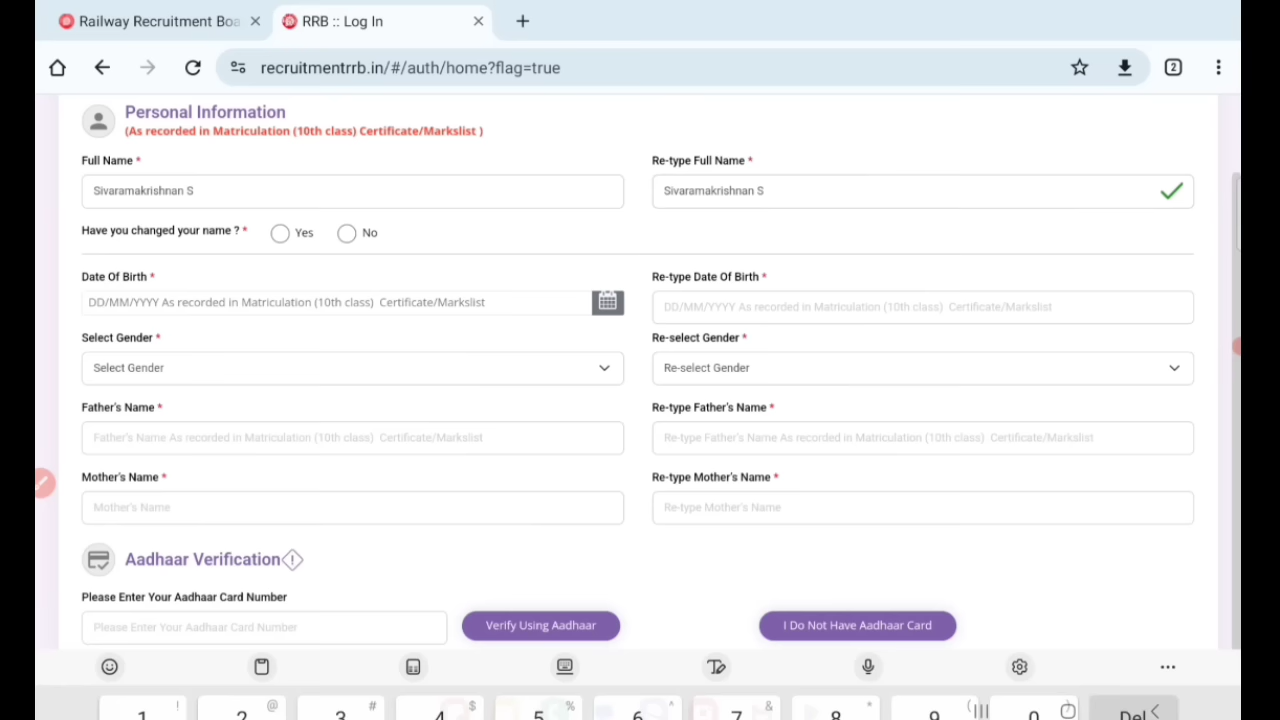 Railway Recruitment Boa
RRB :: Log In
recruitmentrrb.in/#/auth/home?flag=true
2
Personal Information
(As recorded in Matriculation (10th class) Certificate/Markslist )
Full Name *
Re-type Full Name *
Sivaramakrishnan S
Sivaramakrishnan S
Have you changed your name ? *
Yes
No
Date Of Birth *
Re-type Date Of Birth *
DD/MM/YYYY As recorded in Matriculation (10th class) Certificate/Markslist
DD/MM/YYYY As recorded in Matriculation (10th class) Certificate/Markslist
Select Gender *
Re-select Gender *
Select Gender
Re-select Gender
Father's Name *
Re-type Father's Name *
Father's Name As recorded in Matriculation (10th class) Certificate/Markslist
Re-type Father's Name As recorded in Matriculation (10th class) Certificate/Markslist
Mother's Name *
Re-type Mother's Name *
Mother's Name
Re-type Mother's Name
Aadhaar Verification
Please Enter Your Aadhaar Card Number
Please Enter Your Aadhaar Card Number
Verify Using Aadhaar
I Do Not Have Aadhaar Card
! @ # $ % ^ & * (
1 2 3 4 5 6 7 8 9 0 Del